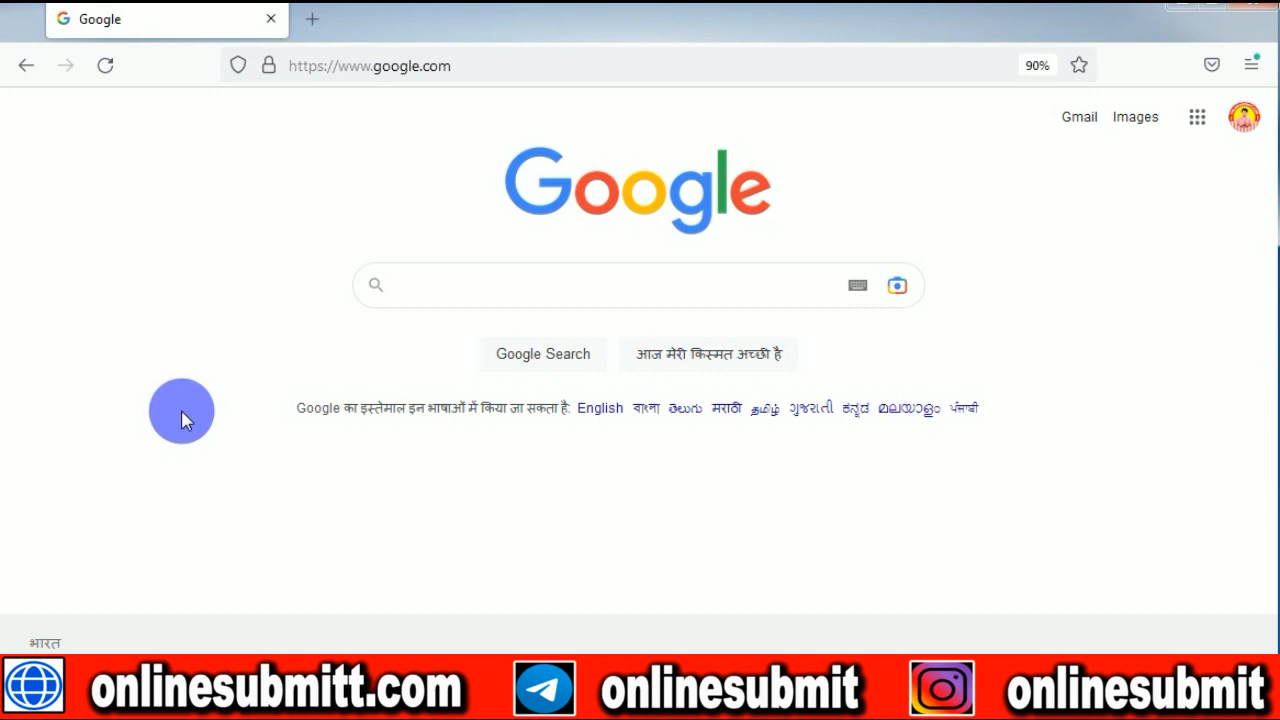 Google
https://www.google.com
90%
Gmail Images
Google
Google Search
आज मेरी किस्मत अच्छी है
Google का इस्तेमाल इन भाषाओं में किया जा सकता है: English বাংলা తెలుగు मराठी தமிழ் ગુજરાતી ಕನ್ನಡ മലയാളം ਪੰਜਾਬੀ
भारत
onlinesubmitt.com onlinesubmit onlinesubmit